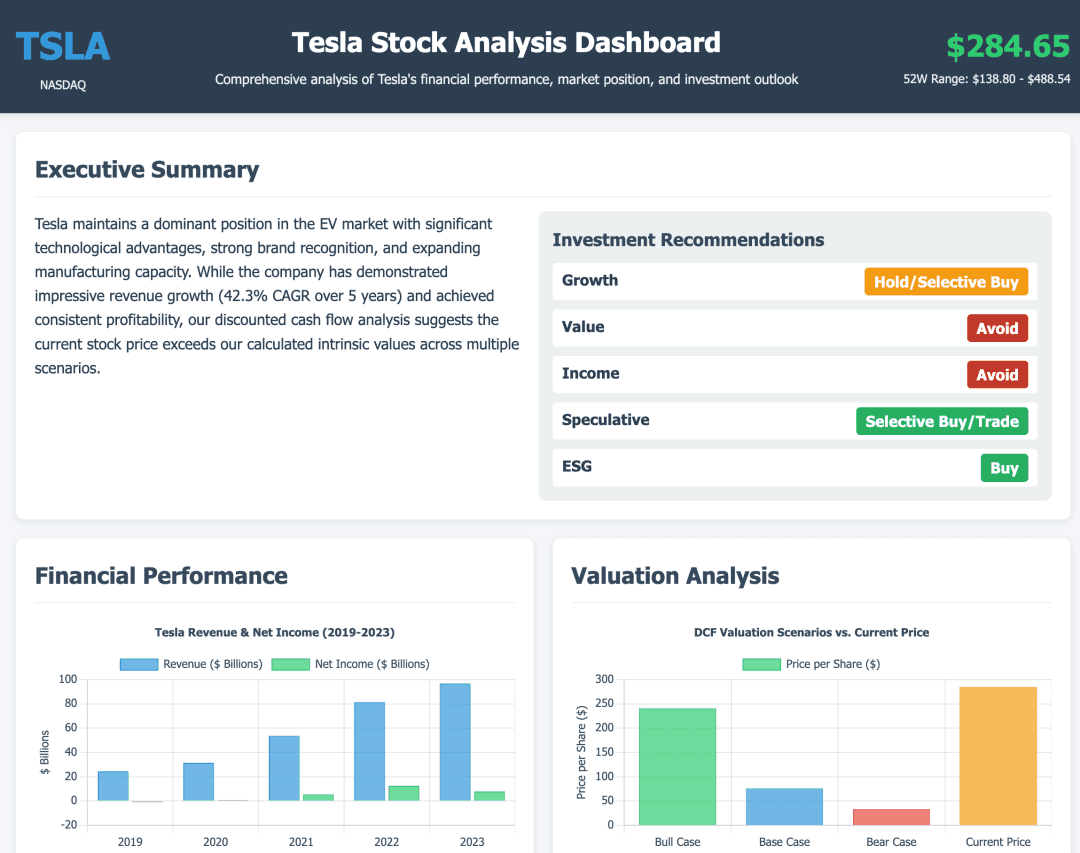 TSLA
NASDAQ
Tesla Stock Analysis Dashboard
Comprehensive analysis of Tesla's financial performance, market position, and investment outlook
$284.65
52W Range: $138.80 - $488.54
Executive Summary
Tesla maintains a dominant position in the EV market with significant
technological advantages, strong brand recognition, and expanding
manufacturing capacity. While the company has demonstrated
impressive revenue growth (42.3% CAGR over 5 years) and achieved
consistent profitability, our discounted cash flow analysis suggests the
current stock price exceeds our calculated intrinsic values across multiple
scenarios.
Investment Recommendations
Growth Hold/Selective Buy
Value Avoid
Income Avoid
Speculative Selective Buy/Trade
ESG Buy
Financial Performance
Tesla Revenue & Net Income (2019-2023)
Revenue ($ Billions) Net Income ($ Billions)
$ Billions
100
80
60
40
20
0
-20
2019 2020 2021 2022 2023
Valuation Analysis
DCF Valuation Scenarios vs. Current Price
Price per Share ($)
Price per Share ($)
300
250
200
150
100
50
0
Bull Case Base Case Bear Case Current Price